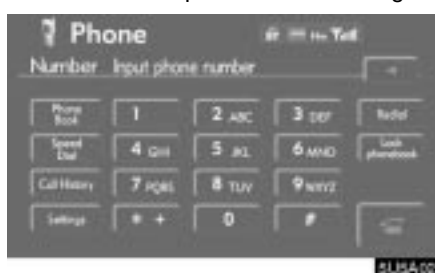 Phone
Number Input phone number
Phone Book
1
2 ABC
3 DEF
Redial
Speed Dial
4 GHI
5 JKL
6 MNO
Lock phonebook
Call History
7 PQRS
8 TUV
9 WXYZ
Settings
* +
0
#